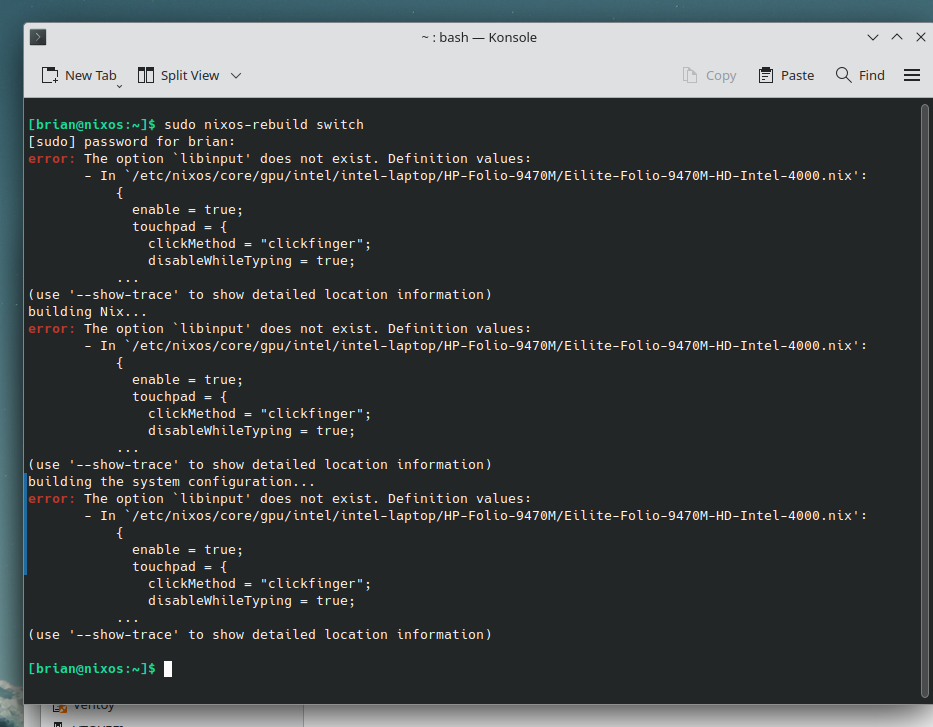 ~ : bash — Konsole
New Tab Split View Copy Paste Find
[brian@nixos:~]$ sudo nixos-rebuild switch
[sudo] password for brian:
error: The option `libinput' does not exist. Definition values:
       - In `/etc/nixos/core/gpu/intel/intel-laptop/HP-Folio-9470M/Eilite-Folio-9470M-HD-Intel-4000.nix':
           {
             enable = true;
             touchpad = {
               clickMethod = "clickfinger";
               disableWhileTyping = true;
           ...
(use '--show-trace' to show detailed location information)
building Nix...
error: The option `libinput' does not exist. Definition values:
       - In `/etc/nixos/core/gpu/intel/intel-laptop/HP-Folio-9470M/Eilite-Folio-9470M-HD-Intel-4000.nix':
           {
             enable = true;
             touchpad = {
               clickMethod = "clickfinger";
               disableWhileTyping = true;
           ...
(use '--show-trace' to show detailed location information)
building the system configuration...
error: The option `libinput' does not exist. Definition values:
       - In `/etc/nixos/core/gpu/intel/intel-laptop/HP-Folio-9470M/Eilite-Folio-9470M-HD-Intel-4000.nix':
           {
             enable = true;
             touchpad = {
               clickMethod = "clickfinger";
               disableWhileTyping = true;
           ...
(use '--show-trace' to show detailed location information)
[brian@nixos:~]$
Ventoy